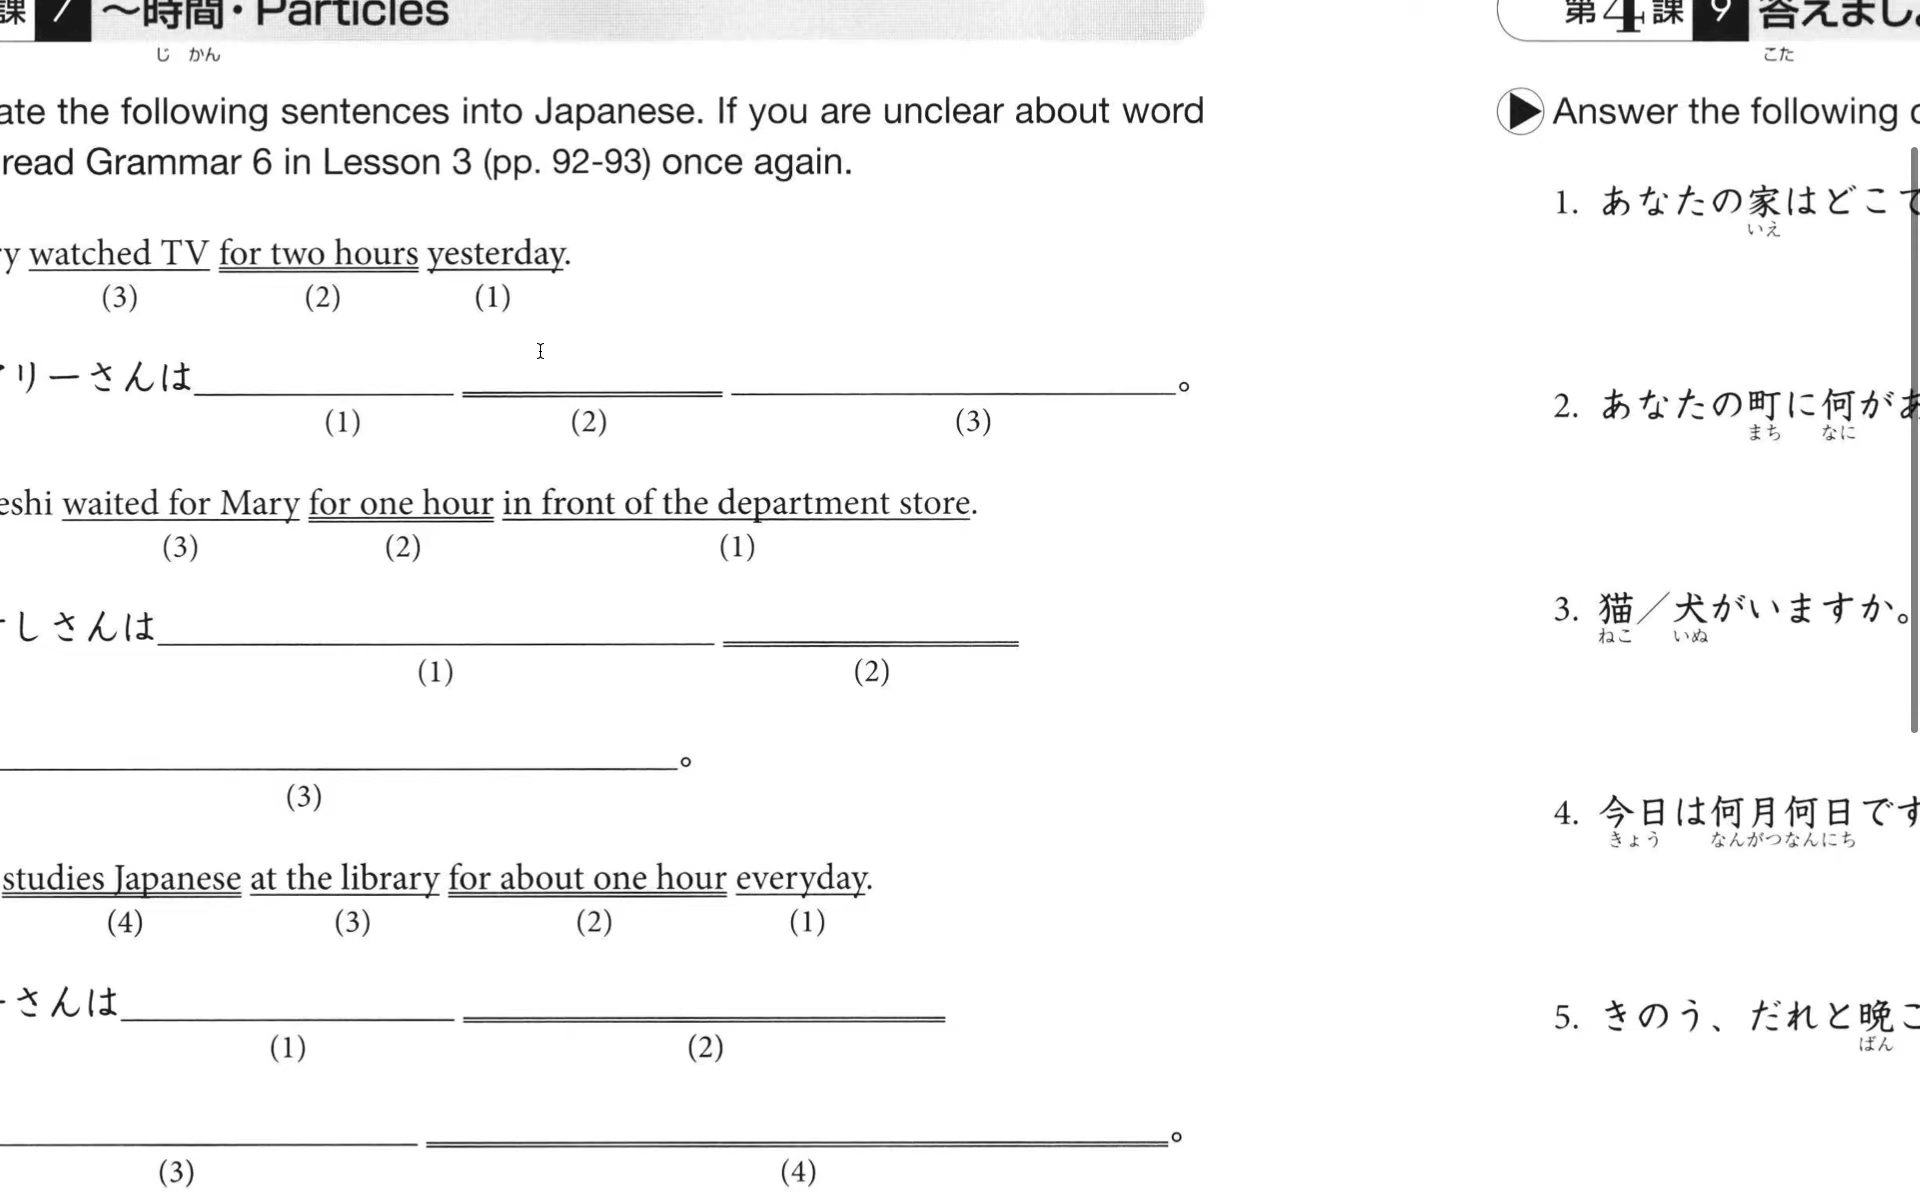 課 7 ～時間・Particles
じ かん
ate the following sentences into Japanese. If you are unclear about word
read Grammar 6 in Lesson 3 (pp. 92-93) once again.
y watched TV for two hours yesterday.
(3) (2) (1)
リーさんは 。
(1) (2) (3)
eshi waited for Mary for one hour in front of the department store.
(3) (2) (1)
しさんは
(1) (2)
。
(3)
studies Japanese at the library for about one hour everyday.
(4) (3) (2) (1)
ーさんは
(1) (2)
。
(3) (4)
第4課 9 答えまし
こた
Answer the following
1. あなたの家はどこで
いえ
2. あなたの町に何があ
まち なに
3. 猫／犬がいますか。
ねこ いぬ
4. 今日は何月何日です
きょう なんがつなんにち
5. きのう、だれと晩こ
ばん